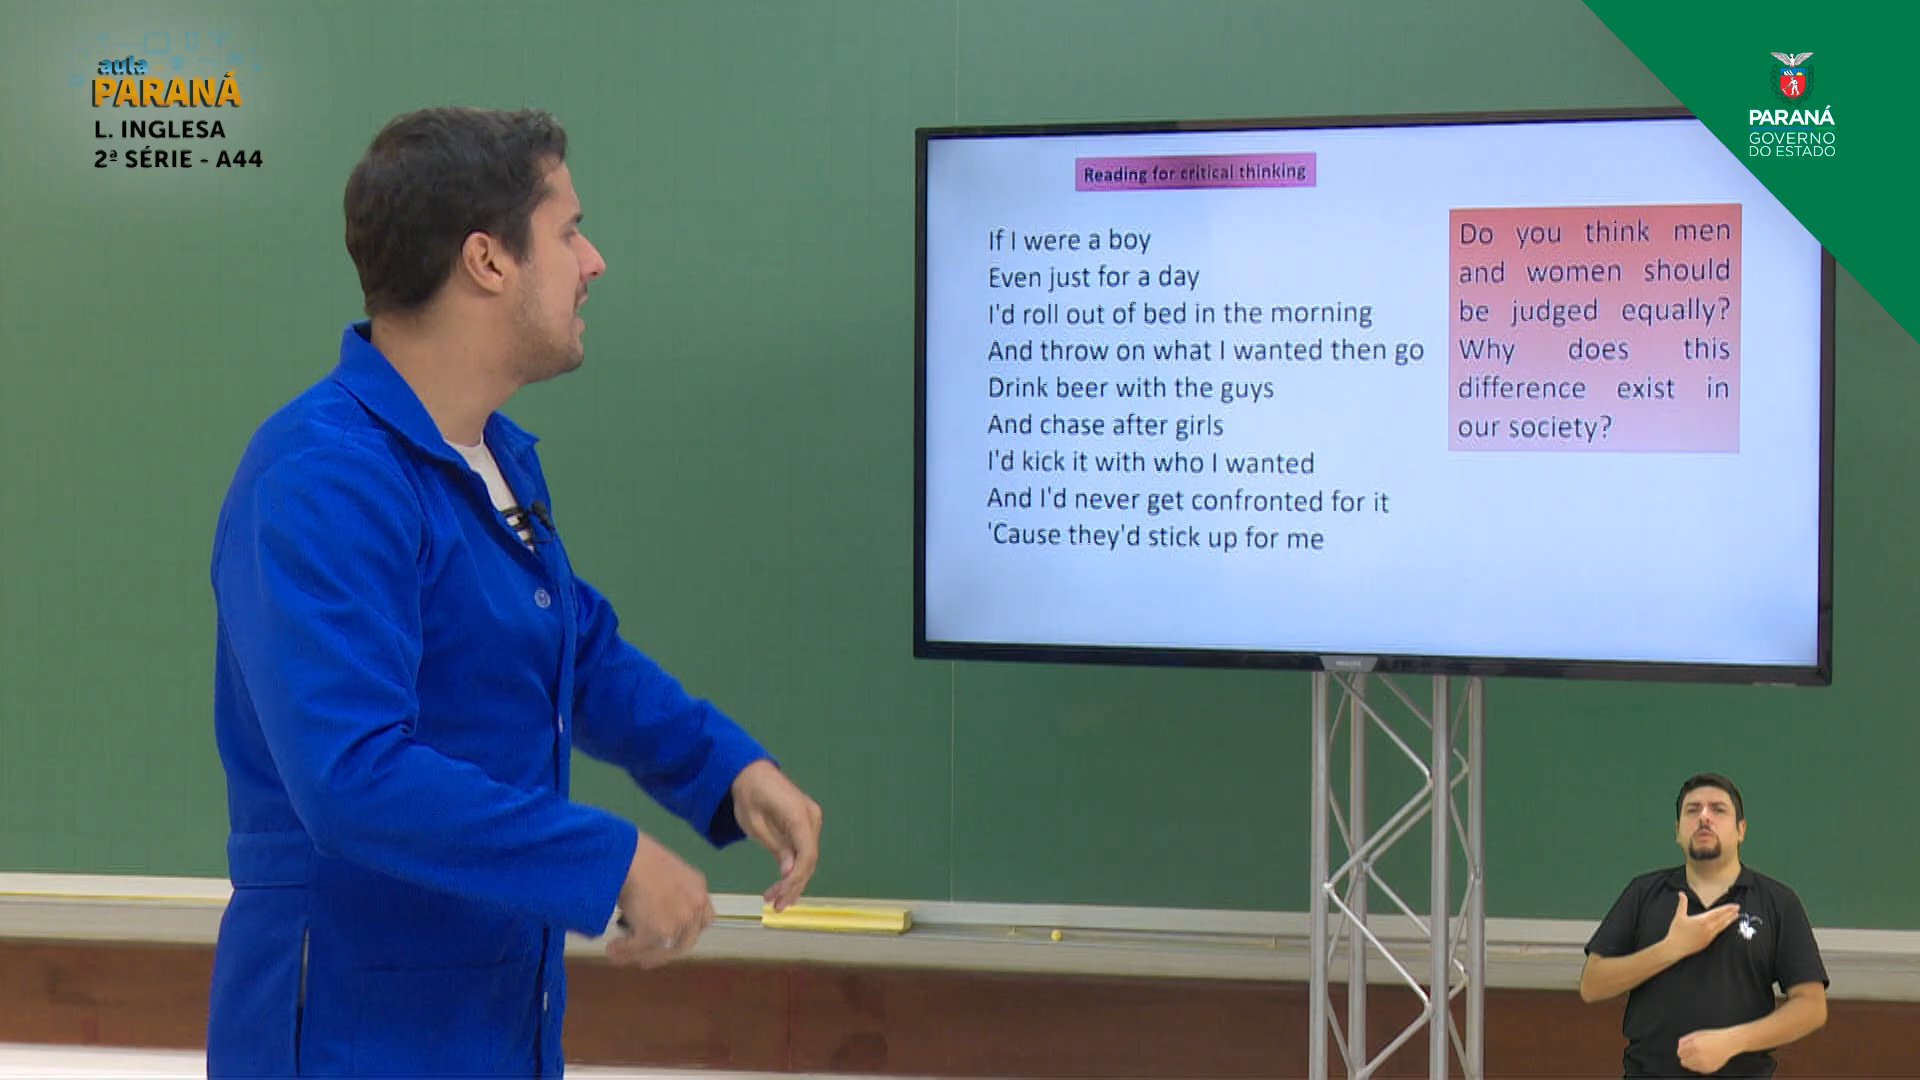 aula
PARANÁ
L. INGLESA
2ª SÉRIE - A44
PARANÁ
GOVERNO
DO ESTADO
Reading for critical thinking
If I were a boy
Even just for a day
I'd roll out of bed in the morning
And throw on what I wanted then go
Drink beer with the guys
And chase after girls
I'd kick it with who I wanted
And I'd never get confronted for it
'Cause they'd stick up for me
Do you think men
and women should
be judged equally?
Why does this
difference exist in
our society?